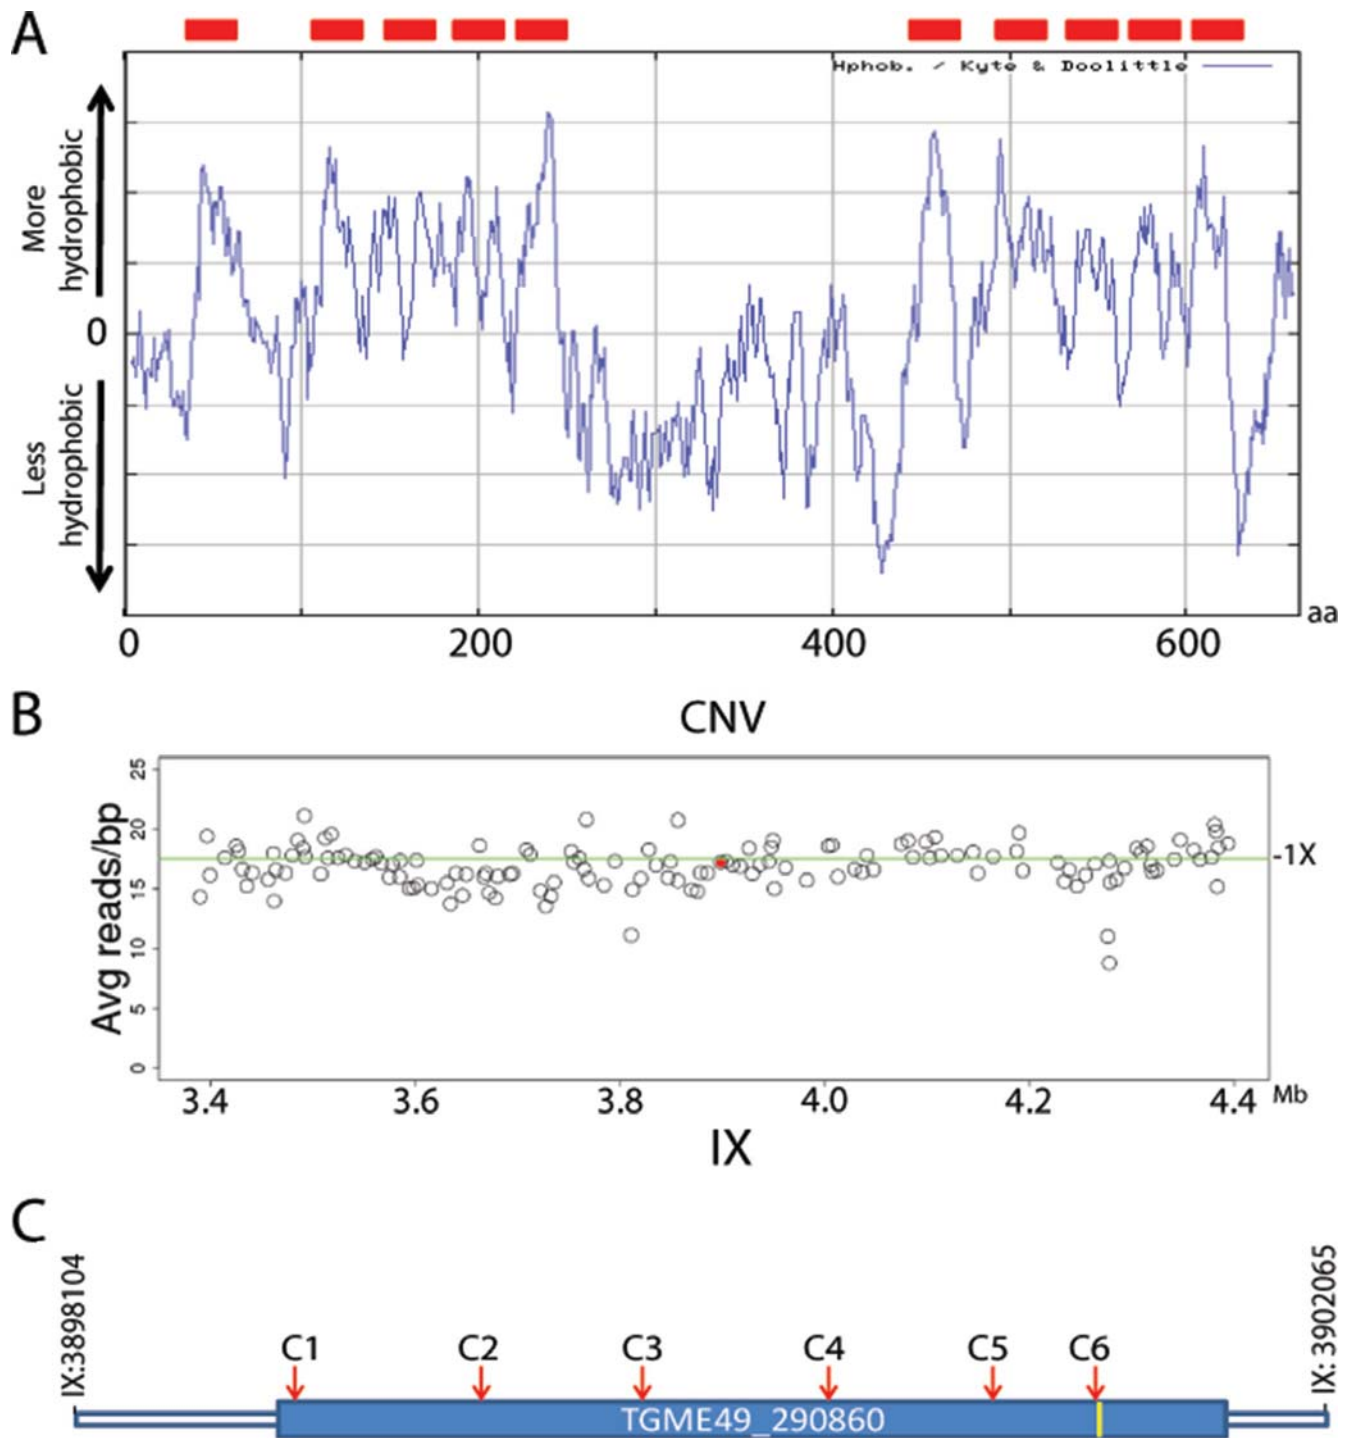 A
Hphob. / Kyte & Doolittle
More
hydrophobic
0
Less
hydrophobic
0 200 400 600 aa
B
CNV
Avg reads/bp
25
20
15
10
5
0
-1X
3.4 3.6 3.8 4.0 4.2 4.4 Mb
IX
C
IX:3898104
C1 C2 C3 C4 C5 C6
IX: 3902065
TGME49_290860